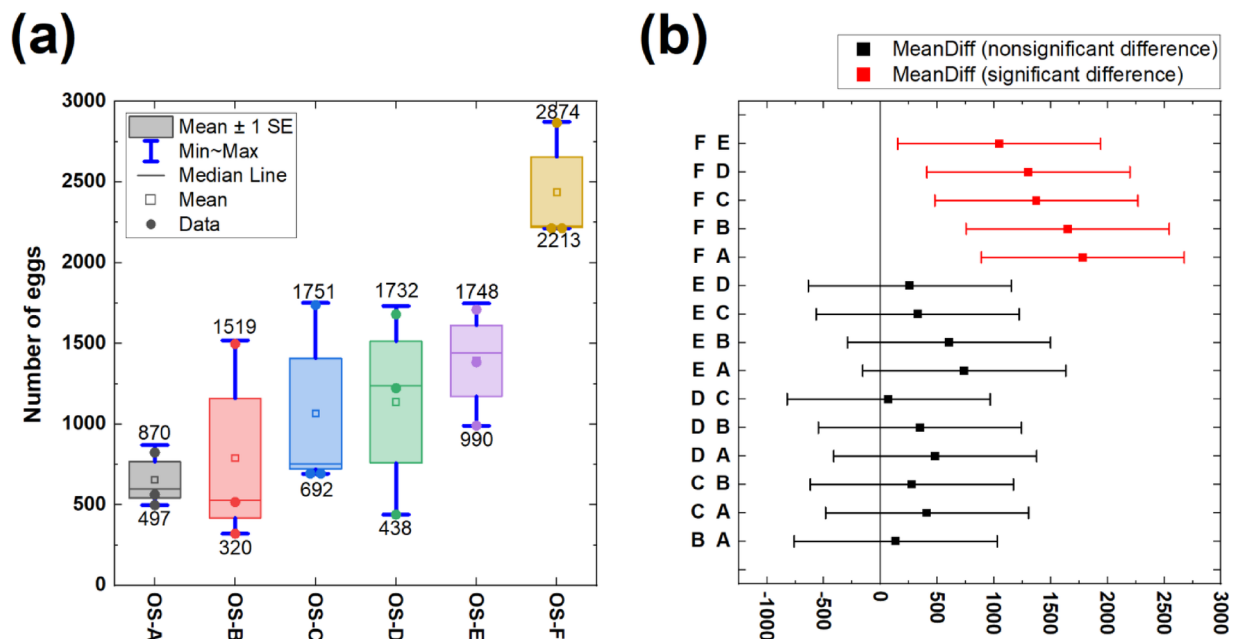 (a)
(b)
MeanDiff (nonsignificant difference)
MeanDiff (significant difference)
Number of eggs
3000
2500
2000
1500
1000
500
0
Mean ± 1 SE
Min~Max
Median Line
Mean
Data
870
497
1519
320
1751
692
1732
438
1748
990
2874
2213
OS-A
OS-B
OS-C
OS-D
OS-E
OS-F
F E
F D
F C
F B
F A
E D
E C
E B
E A
D C
D B
D A
C B
C A
B A
-1000
-500
0
500
1000
1500
2000
2500
3000